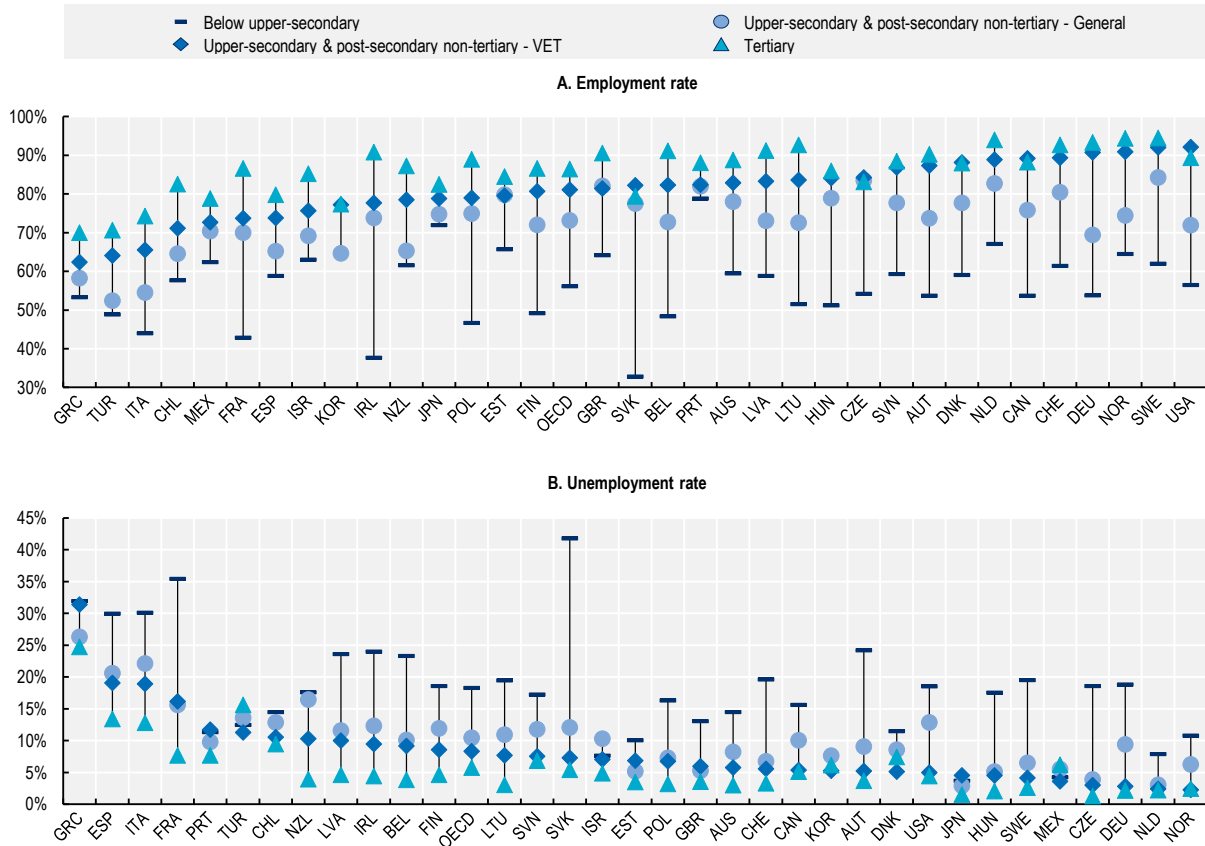 Below upper-secondary
Upper-secondary & post-secondary non-tertiary - General
Upper-secondary & post-secondary non-tertiary - VET
Tertiary
A. Employment rate
100%
90%
80%
70%
60%
50%
40%
30%
GRC TUR ITA CHL MEX FRA ESP ISR KOR IRL NZL JPN POL EST FIN OECD GBR SVK BEL PRT AUS LVA LTU HUN CZE SVN AUT DNK NLD CAN CHE DEU NOR SWE USA
B. Unemployment rate
45%
40%
35%
30%
25%
20%
15%
10%
5%
0%
GRC ESP ITA FRA PRT TUR CHL NZL LVA IRL BEL FIN OECD LTU SVN SVK ISR EST POL GBR AUS CHE CAN KOR AUT DNK USA JPN HUN SWE MEX CZE DEU NLD NOR